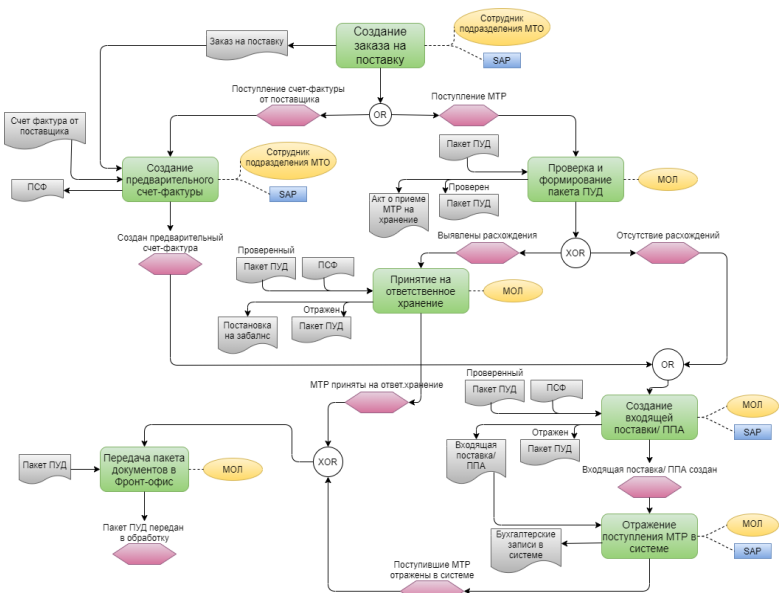 Создание
заказа на
поставку
Сотрудник
подразделения МТО
SAP
Заказ на поставку
Поступление счет-фактуры
от поставщика
OR
Поступление МТР
Счет фактура от
поставщика
ПСФ
Создание
предварительного
счет-фактуры
Сотрудник
подразделения МТО
SAP
Пакет ПУД
Проверка и
формирование
пакета ПУД
МОЛ
Акт о приеме
МТР на
хранение
Проверен
Пакет ПУД
Создан предварительный
счет-фактура
Выявлены расхождения
XOR
Отсутствие расхождений
Проверенный
Пакет ПУД
ПСФ
Принятие на
ответственное
хранение
МОЛ
Отражен
Постановка
на забалнс
Пакет ПУД
OR
МТР приняты на ответ.хранение
Проверенный
Пакет ПУД
ПСФ
Создание
входящей
поставки/ ППА
МОЛ
SAP
Отражен
Входящая
поставка/
ППА
Пакет ПУД
Пакет ПУД
Передача пакета
документов в
Фронт-офис
МОЛ
XOR
Входящая поставка/ ППА создан
Пакет ПУД передан
в обработку
Бухгалтерские
записи в
системе
Отражение
поступления МТР в
системе
МОЛ
SAP
Поступившие МТР
отражены в системе